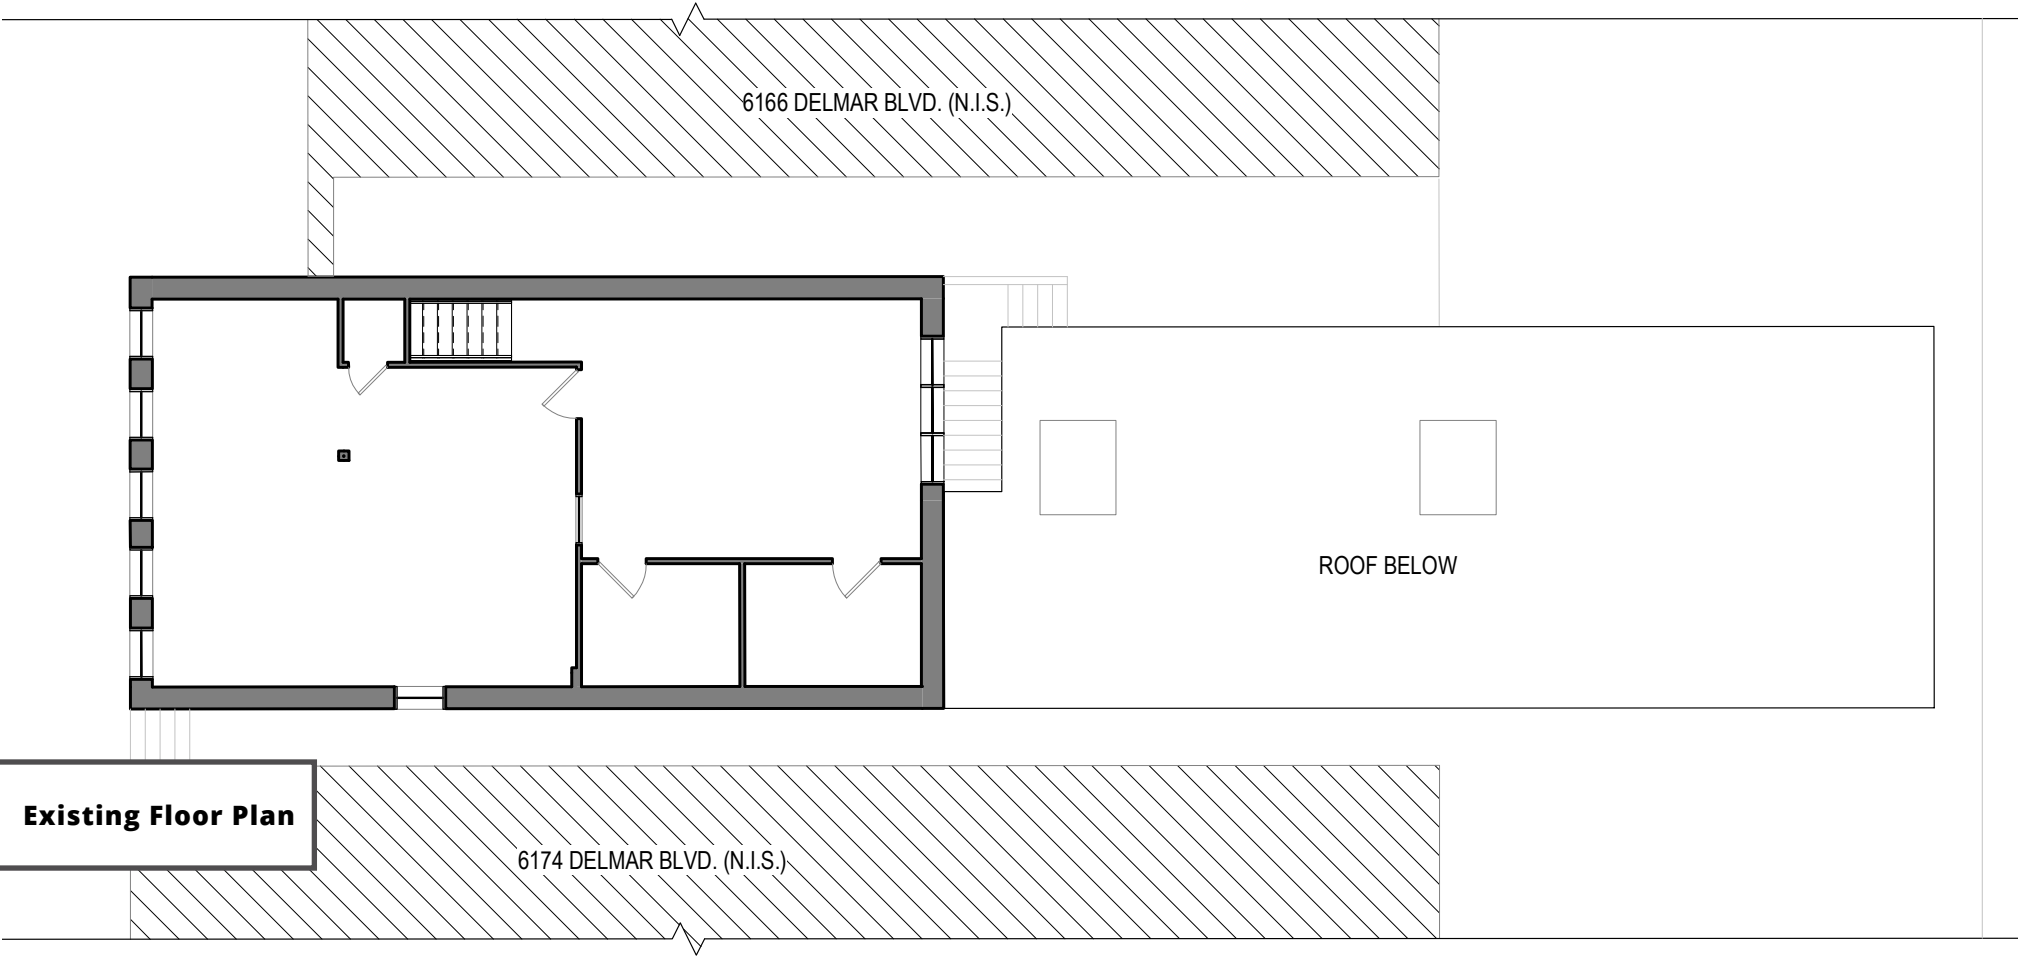 6166 DELMAR BLVD. (N.I.S.)
ROOF BELOW
Existing Floor Plan
6174 DELMAR BLVD. (N.I.S.)